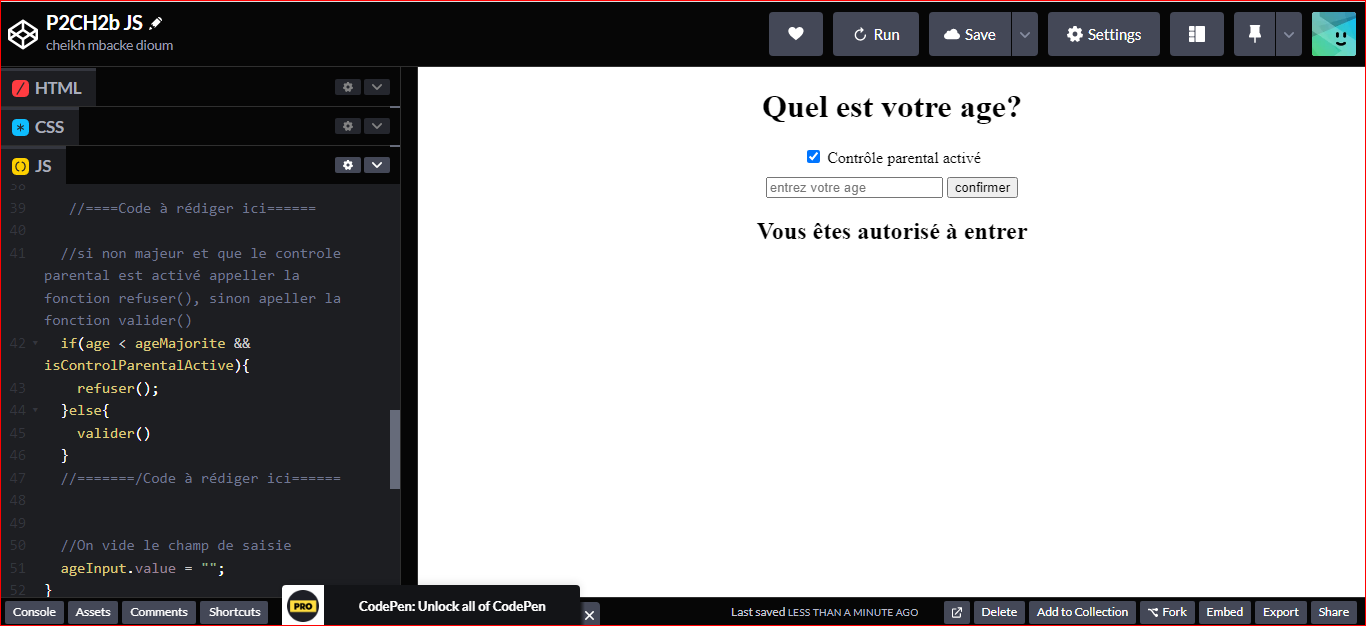 P2CH2b JS
cheikh mbacke dioum
Run
Save
Settings
HTML
CSS
JS
38
39 //====Code à rédiger ici======
40
41 //si non majeur et que le controle
parental est activé appeller la
fonction refuser(), sinon apeller la
fonction valider()
42 if(age < ageMajorite &&
isControlParentalActive){
43 refuser();
44 }else{
45 valider()
46 }
47 //=======/Code à rédiger ici======
48
49
50 //On vide le champ de saisie
51 ageInput.value = "";
52 }
Quel est votre age?
Contrôle parental activé
entrez votre age confirmer
Vous êtes autorisé à entrer
Console Assets Comments Shortcuts
PRO CodePen: Unlock all of CodePen
Last saved LESS THAN A MINUTE AGO
Delete Add to Collection Fork Embed Export Share